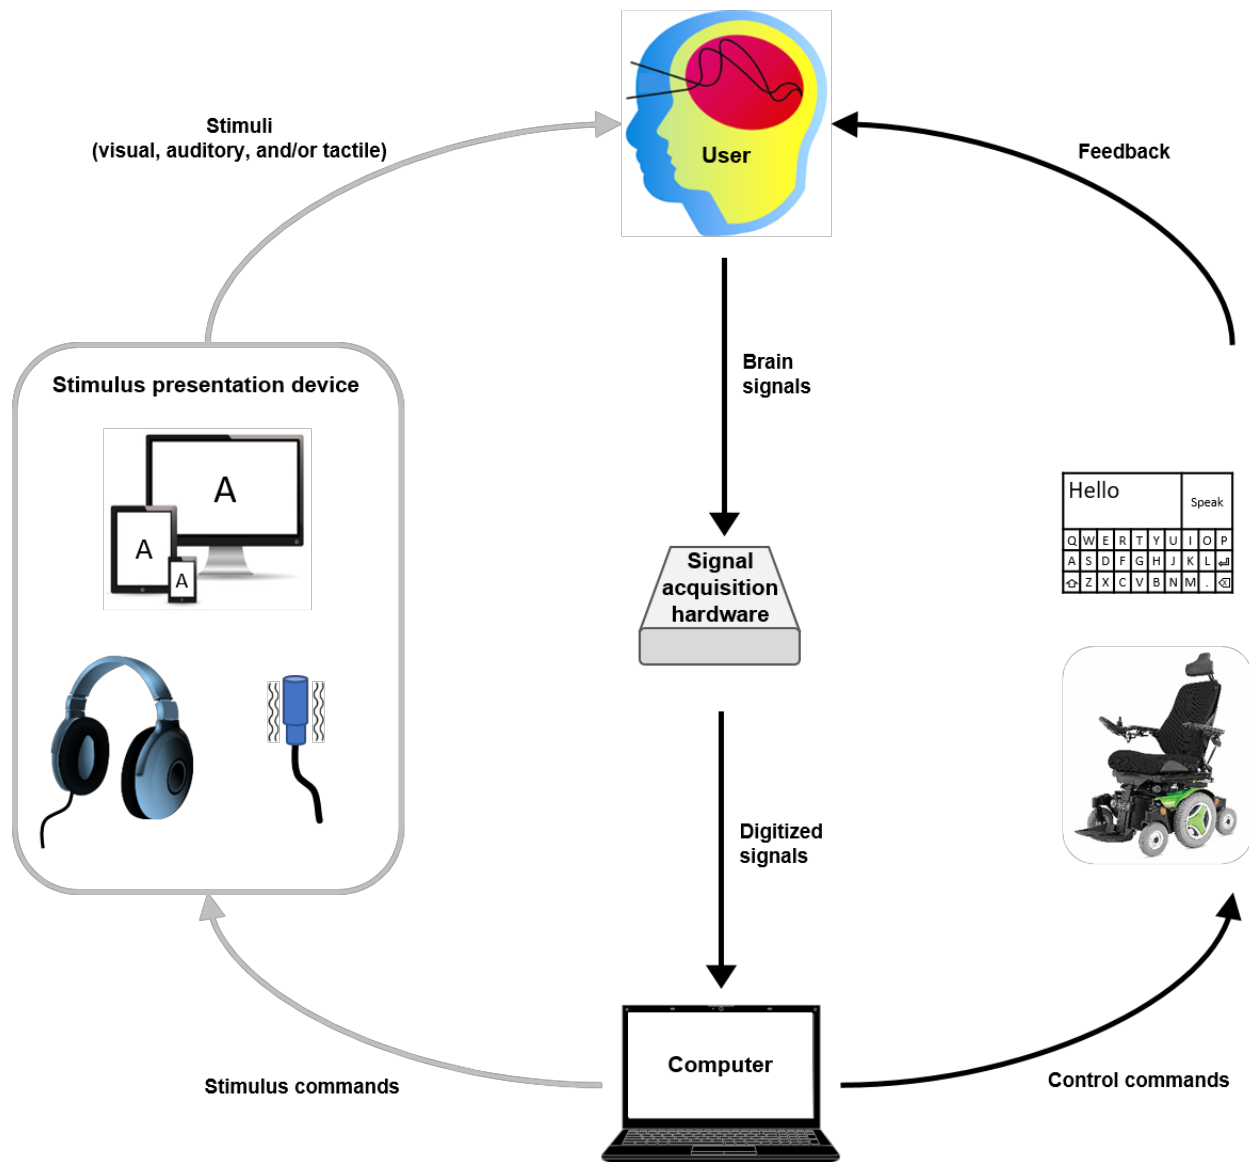 Stimuli
(visual, auditory, and/or tactile)
User
Feedback
Brain
signals
Stimulus presentation device
A
A
A
Signal
acquisition
hardware
Hello
Speak
Q W E R T Y U I O P
A S D F G H J K L
Z X C V B N M .
Digitized
signals
Computer
Stimulus commands
Control commands